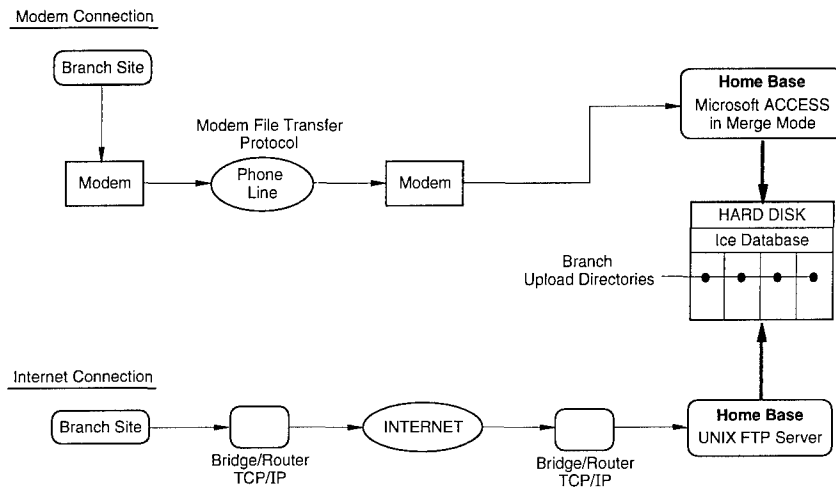 Modem Connection
Branch Site
Home Base
Microsoft ACCESS
in Merge Mode
Modem File Transfer
Protocol
Modem
Phone
Line
Modem
HARD DISK
Ice Database
Branch
Upload Directories
Internet Connection
Branch Site
INTERNET
Home Base
UNIX FTP Server
Bridge/Router
TCP/IP
Bridge/Router
TCP/IP